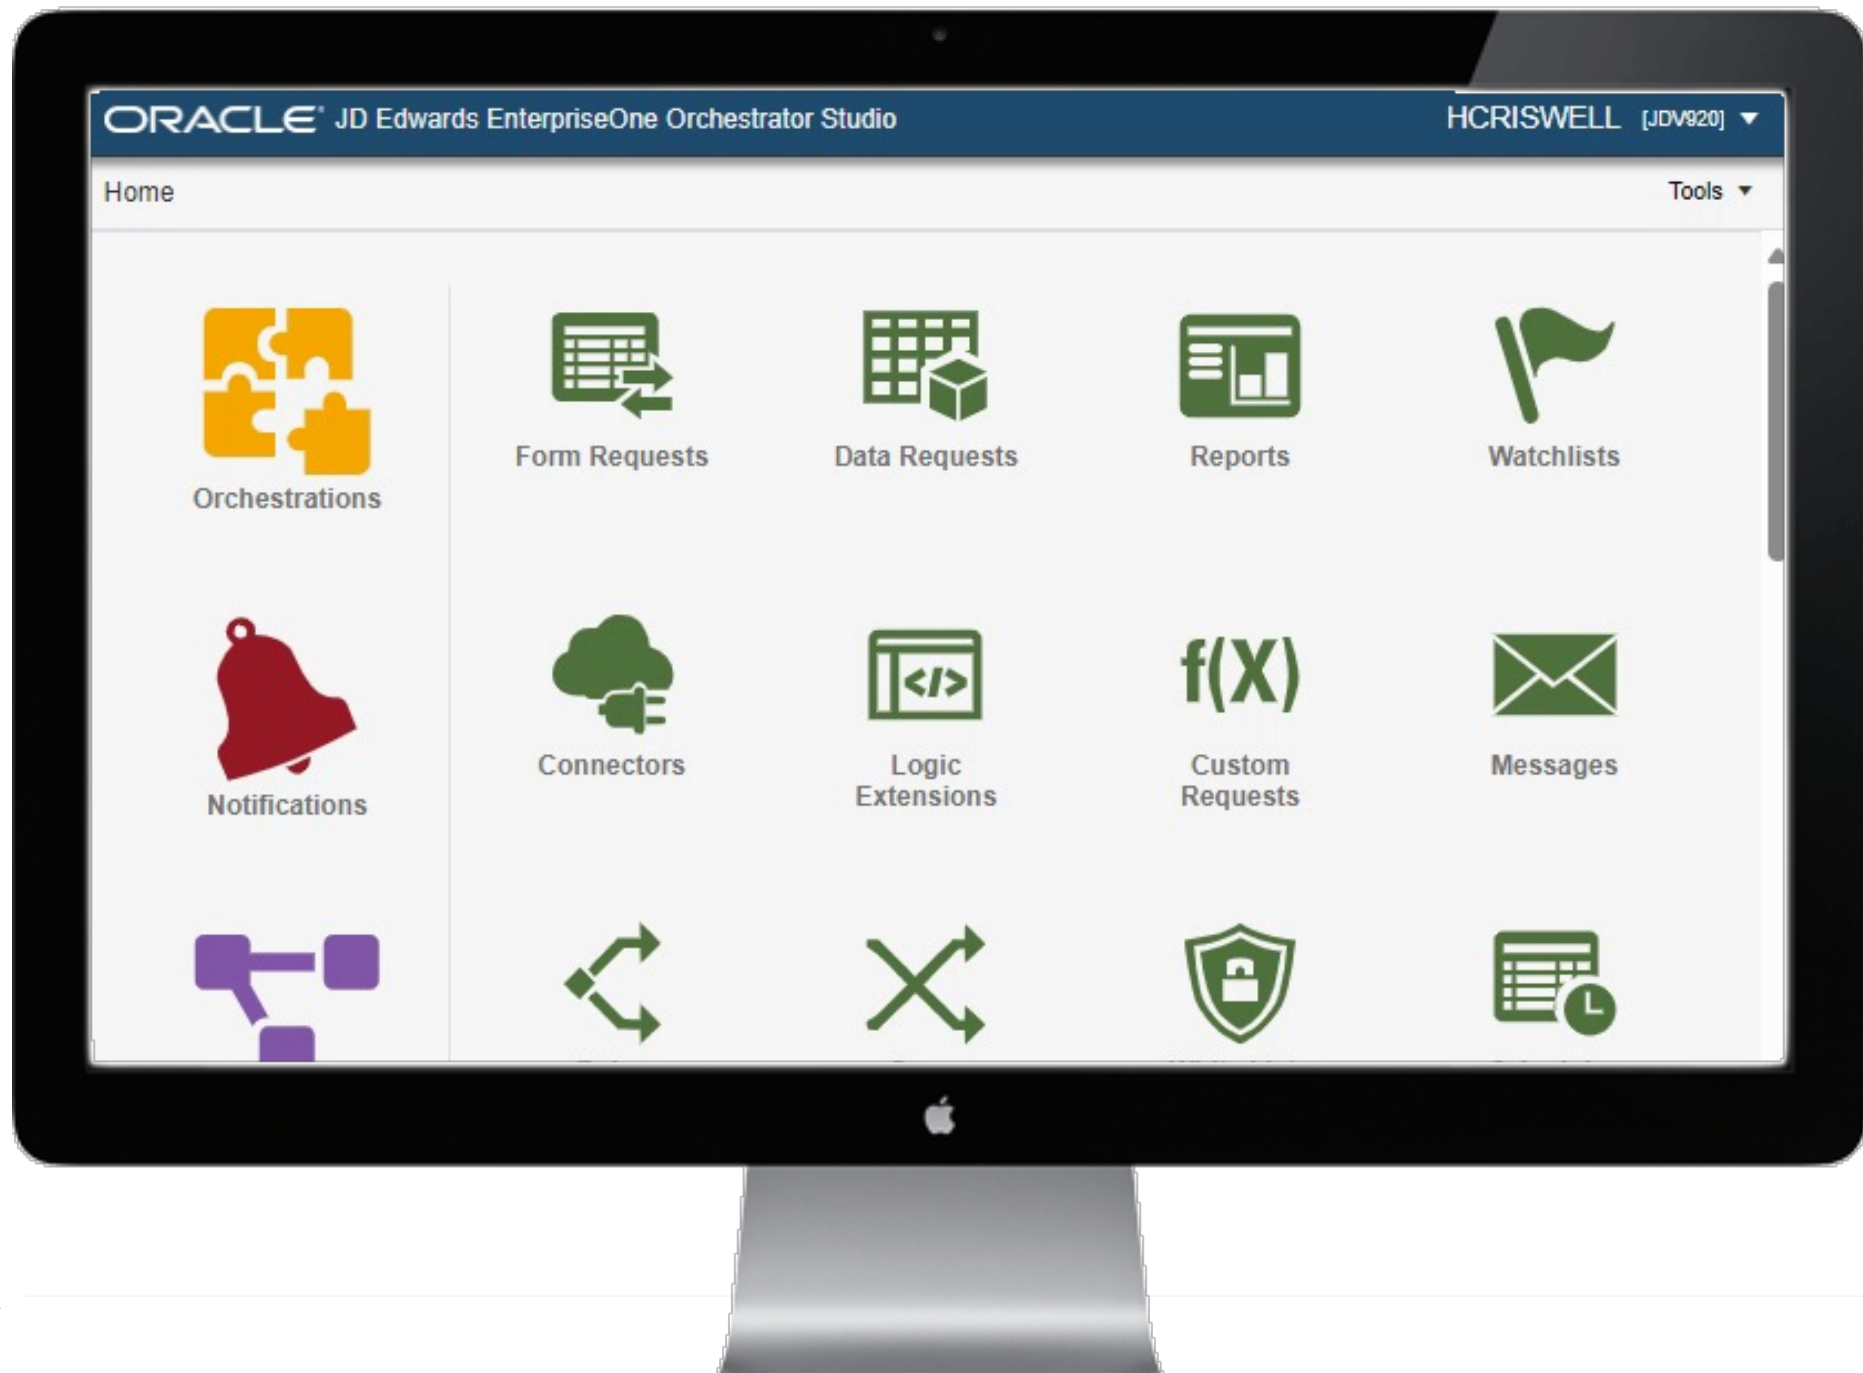 ORACLE® JD Edwards EnterpriseOne Orchestrator Studio
HCRISWELL [JDV920]
Home
Tools
Form Requests
Data Requests
Reports
Watchlists
Orchestrations
Connectors
Logic
Extensions
f(X)
Custom
Requests
Messages
Notifications